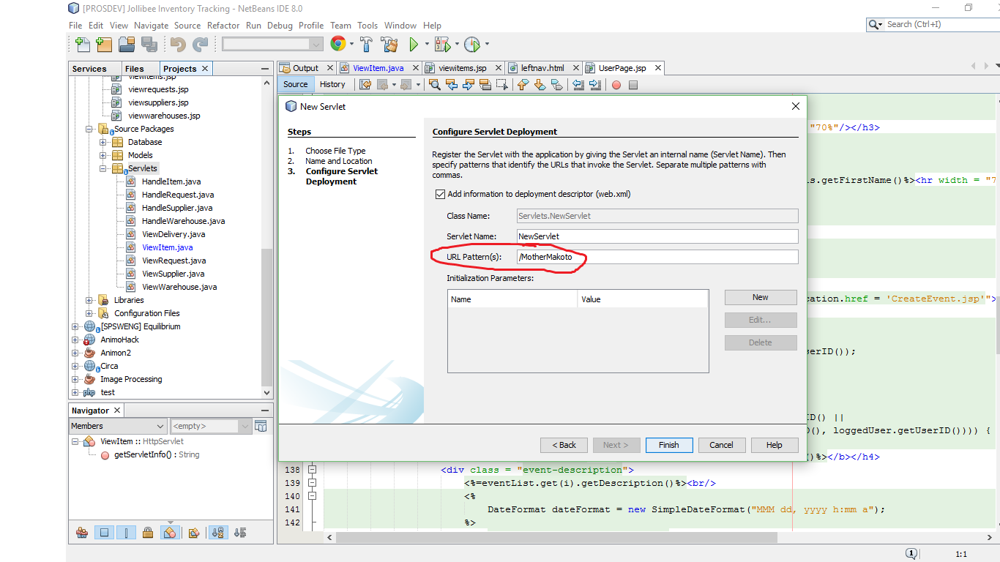 [PROSDEV] Jollibee Inventory Tracking - NetBeans IDE 8.0
File Edit View Navigate Source Refactor Run Debug Profile Team Tools Window Help
Search (Ctrl+I)
Services Files Projects
viewitems.jsp
viewrequests.jsp
viewsuppliers.jsp
viewwarehouses.jsp
Source Packages
Database
Models
Servlets
HandleItem.java
HandleRequest.java
HandleSupplier.java
HandleWarehouse.java
ViewDelivery.java
ViewItem.java
ViewRequest.java
ViewSupplier.java
ViewWarehouse.java
Libraries
Configuration Files
[SPSWENG] Equilibrium
AnimoHack
Animon2
Circa
Image Processing
php test
Navigator
Members <empty>
ViewItem :: HttpServlet
getServletInfo() : String
Output ViewItem.java viewitems.jsp leftnav.html UserPage.jsp
Source History
New Servlet
Steps
1. Choose File Type
2. Name and Location
3. Configure Servlet
Deployment
Configure Servlet Deployment
Register the Servlet with the application by giving the Servlet an internal name (Servlet Name). Then
specify patterns that identify the URLs that invoke the Servlet. Separate multiple patterns with
commas.
Add information to deployment descriptor (web.xml)
Class Name: Servlets.NewServlet
Servlet Name: NewServlet
URL Pattern(s): /MotherMakoto
Initialization Parameters:
Name Value
New
Edit...
Delete
< Back Next > Finish Cancel Help
"70%"/></h3>
s.getFirstName()%><hr width = "7
cation.href = 'CreateEvent.jsp'">
serID());
ID() ||
(), loggedUser.getUserID()))) {
()%></b></h4>
138 <div class = "event-description">
139 <%=eventList.get(i).getDescription()%><br/>
140 <%
141 DateFormat dateFormat = new SimpleDateFormat("MMM dd, yyyy h:mm a");
142 %>
1 1:1